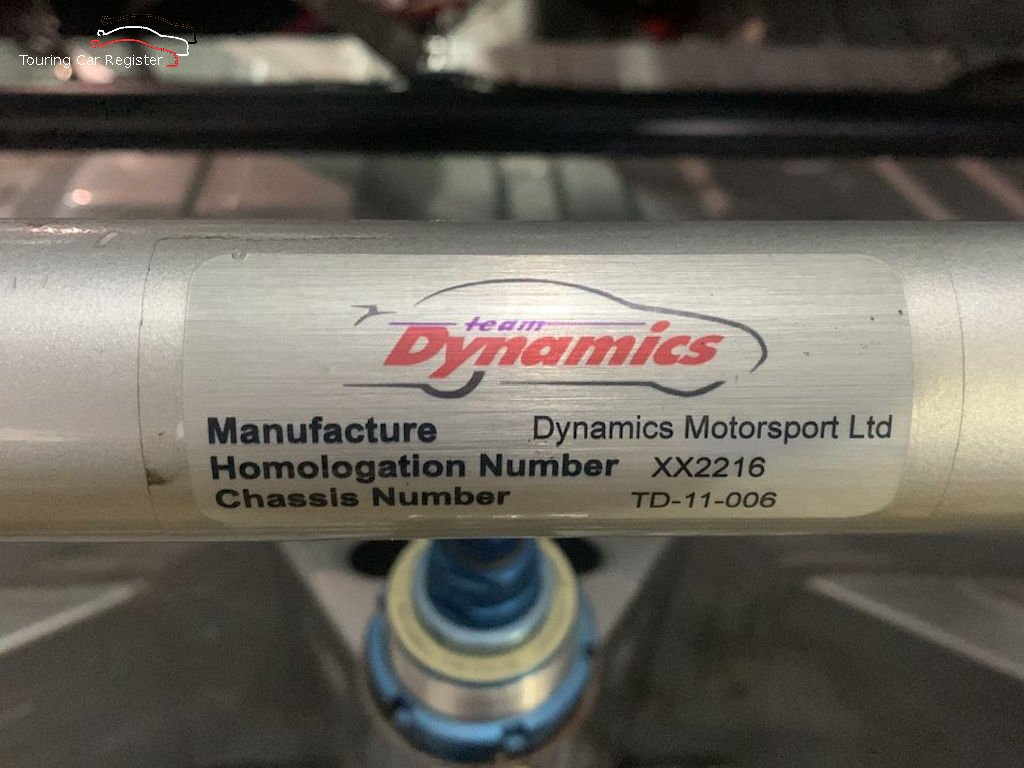 Touring Car Register
team
Dynamics
Manufacture Dynamics Motorsport Ltd
Homologation Number XX2216
Chassis Number TD-11-006